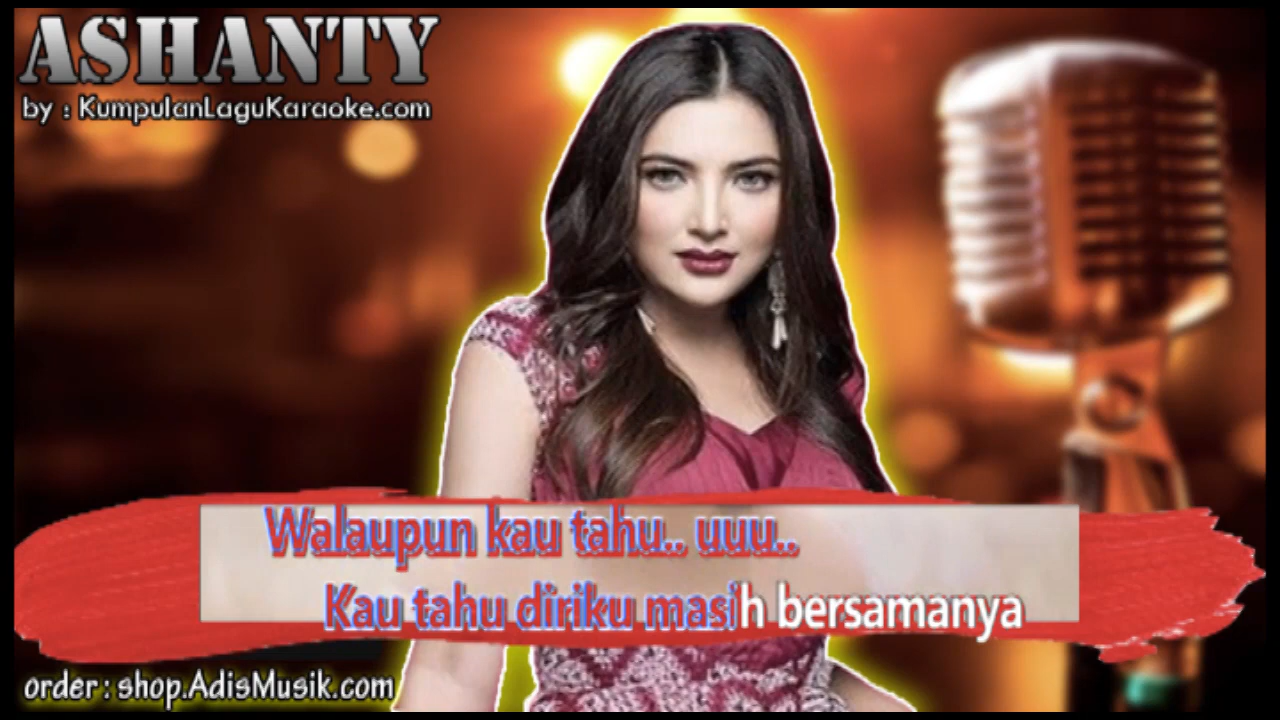 ASHANTY
by : KumpulanLaguKaraoke.com
Walaupun kau tahu.. uuu..
Kau tahu diriku masih bersamanya
order : shop.AdisMusik.com